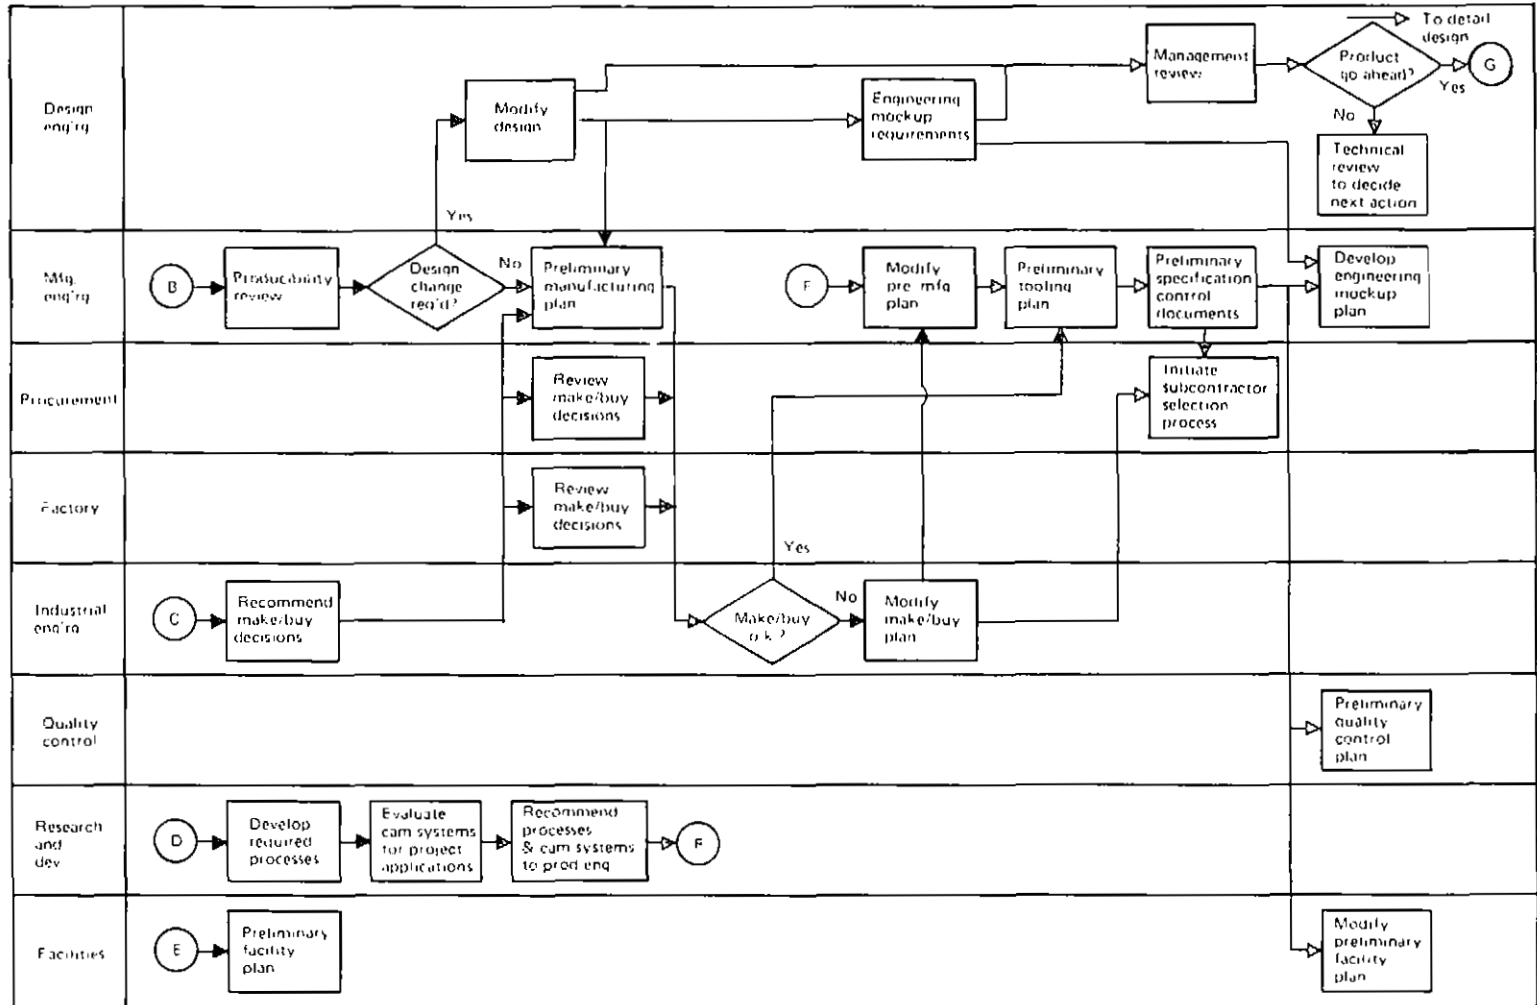 To detail
design
Design
eng'rg
Modify
design
Engineering
mockup
requirements
Management
review
Product
go ahead?
G
Yes
No
Technical
review
to decide
next action
Yes
Mfg.
eng'rg
B
Producability
review
Design
change
req'd?
No
Preliminary
manufacturing
plan
F
Modify
pre mfg
plan
Preliminary
tooling
plan
Preliminary
specification
control
documents
Develop
engineering
mockup
plan
Procurement
Review
make/buy
decisions
Initiate
subcontractor
selection
process
Factory
Review
make/buy
decisions
Yes
Industrial
eng'rg
C
Recommend
make/buy
decisions
Make/buy
o.k.?
No
Modify
make/buy
plan
Quality
control
Preliminary
quality
control
plan
Research
and
dev
D
Develop
required
processes
Evaluate
cam systems
for project
applications
Recommend
processes
& cam systems
to prod eng
Facilities
E
Preliminary
facility
plan
Modify
preliminary
facility
plan